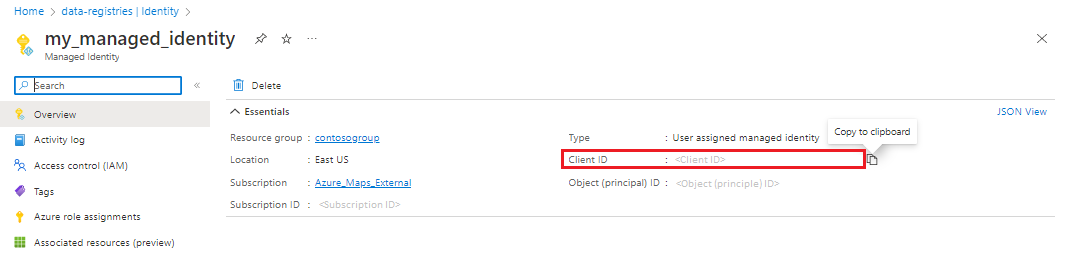 Home > data-registries | Identity >
my_managed_identity
Managed Identity
Search
«
Delete
Overview
Activity log
Access control (IAM)
Tags
Azure role assignments
Associated resources (preview)
Essentials
JSON View
Resource group : contosogroup
Location : East US
Subscription : Azure_Maps_External
Subscription ID : <Subscription ID>
Type : User assigned managed identity
Copy to clipboard
Client ID : <Client ID>
Object (principal) ID : <Object (principle) ID>